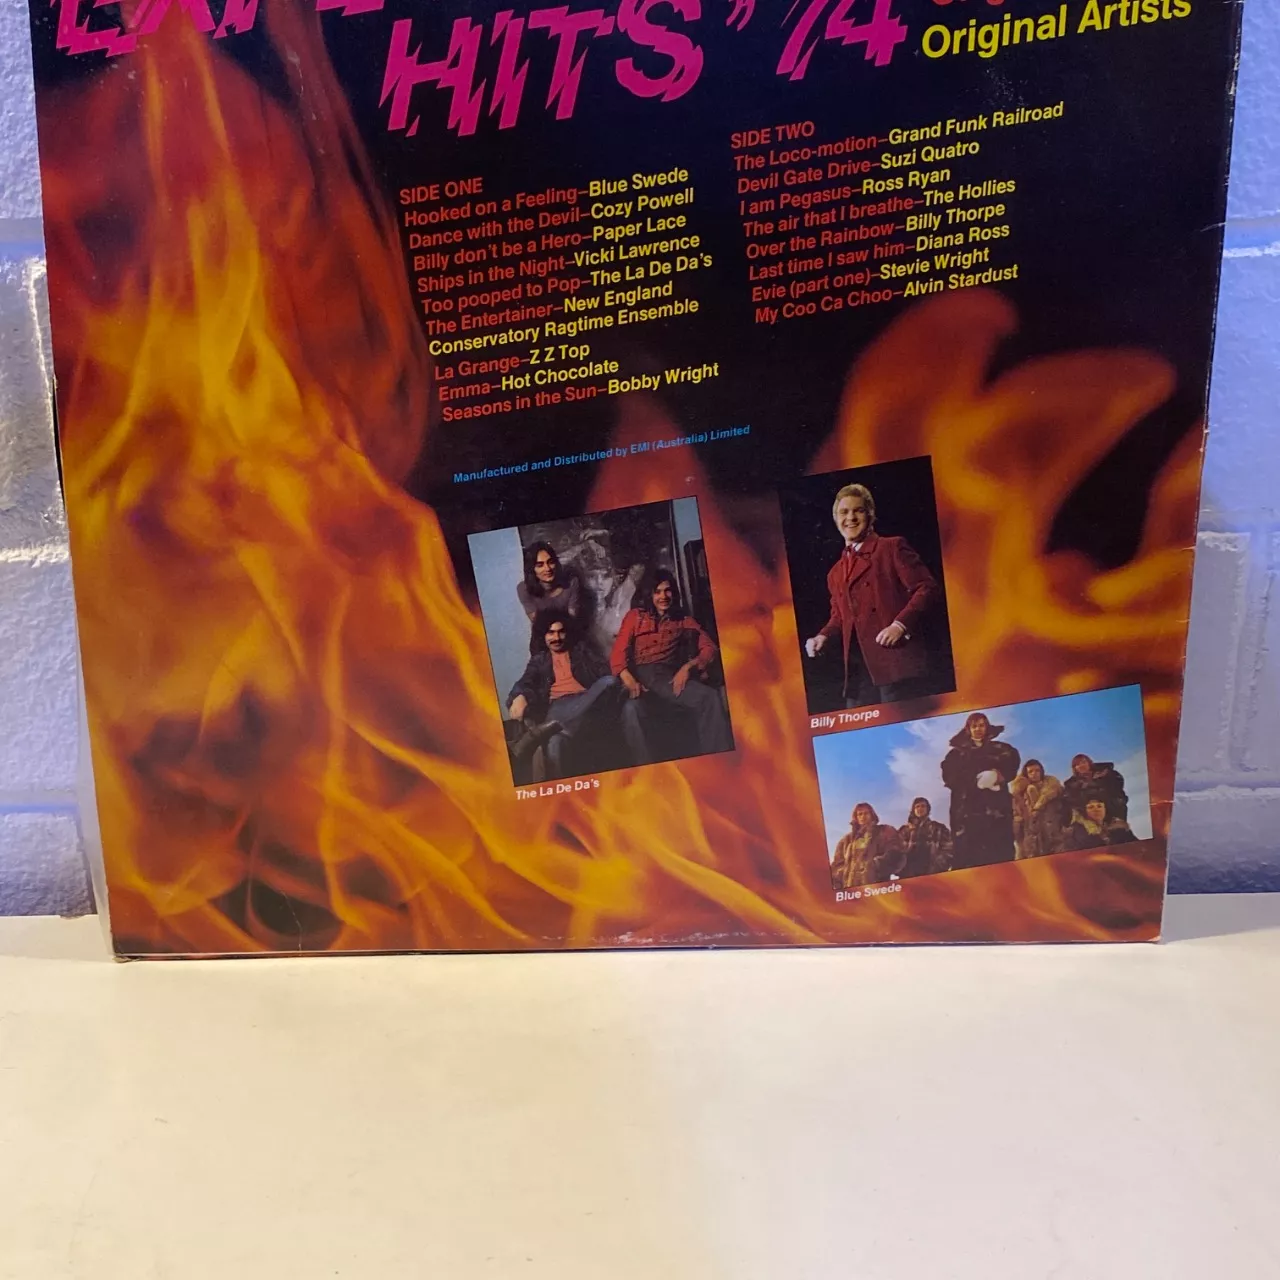 HITS' '74
Original Artists
SIDE ONE
Hooked on a Feeling–Blue Swede
Dance with the Devil–Cozy Powell
Billy don't be a Hero–Paper Lace
Ships in the Night–Vicki Lawrence
Too pooped to Pop–The La De Da's
The Entertainer–New England
Conservatory Ragtime Ensemble
La Grange–Z Z Top
Emma–Hot Chocolate
Seasons in the Sun–Bobby Wright
SIDE TWO
The Loco-motion–Grand Funk Railroad
Devil Gate Drive–Suzi Quatro
I am Pegasus–Ross Ryan
The air that I breathe–The Hollies
Over the Rainbow–Billy Thorpe
Last time I saw him–Diana Ross
Evie (part one)–Stevie Wright
My Coo Ca Choo–Alvin Stardust
Manufactured and Distributed by EMI (Australia) Limited
The La De Da's
Billy Thorpe
Blue Swede